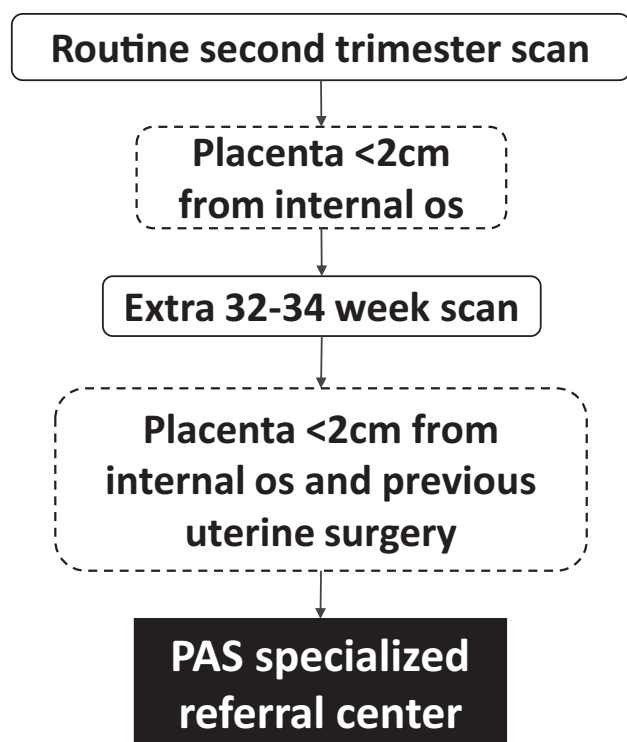 Routine second trimester scan
Placenta <2cm
from internal os
Extra 32-34 week scan
Placenta <2cm from
internal os and previous
uterine surgery
PAS specialized
referral center